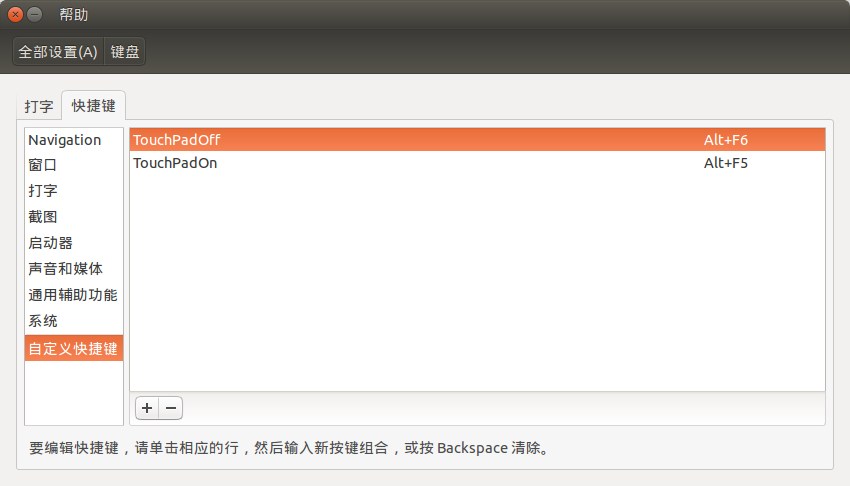 帮助
全部设置(A) 键盘
打字 快捷键
Navigation
窗口
打字
截图
启动器
声音和媒体
通用辅助功能
系统
自定义快捷键
TouchPadOff Alt+F6
TouchPadOn Alt+F5
要编辑快捷键，请单击相应的行，然后输入新按键组合，或按 Backspace 清除。